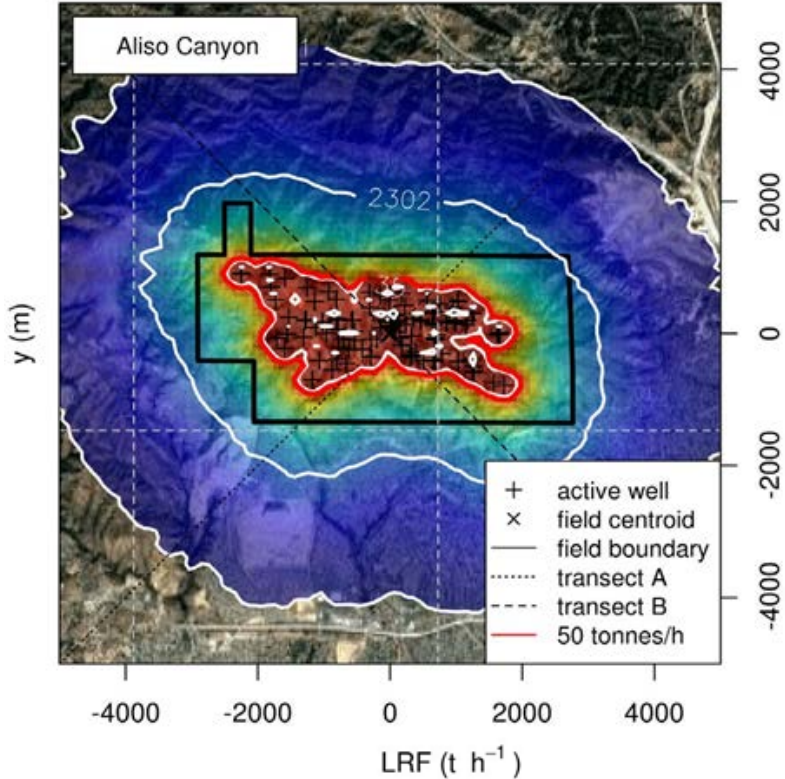 Aliso Canyon
2302
4000
2000
0
-2000
-4000
y (m)
active well
field centroid
field boundary
transect A
transect B
50 tonnes/h
-4000 -2000 0 2000 4000
LRF (t h⁻¹ )